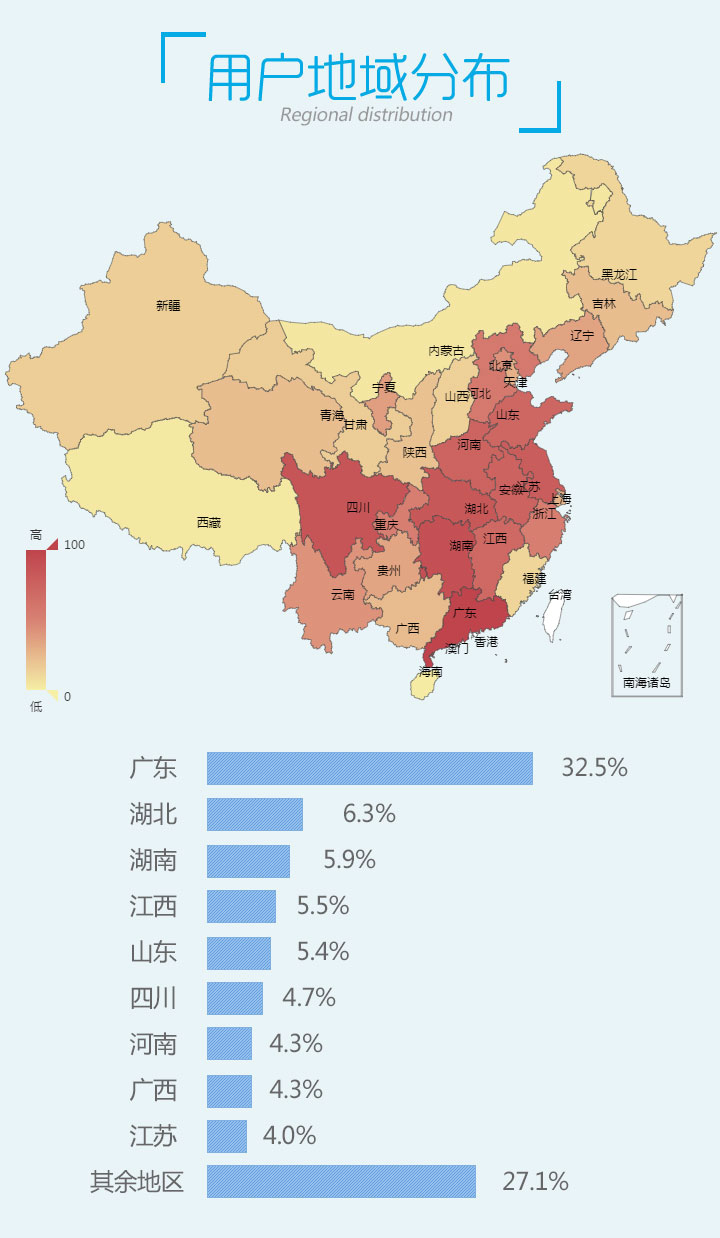 用户地域分布
Regional distribution
黑龙江
吉林
新疆
辽宁
内蒙古
北京
天津
宁夏
山西
河北
青海
甘肃
山东
陕西
河南
安徽
江苏
上海
四川
湖北
浙江
西藏
重庆
高
100
湖南
江西
贵州
福建
云南
台湾
广东
广西
香港
澳门
海南
南海诸岛
0
低
广东 32.5%
湖北 6.3%
湖南 5.9%
江西 5.5%
山东 5.4%
四川 4.7%
河南 4.3%
广西 4.3%
江苏 4.0%
其余地区 27.1%